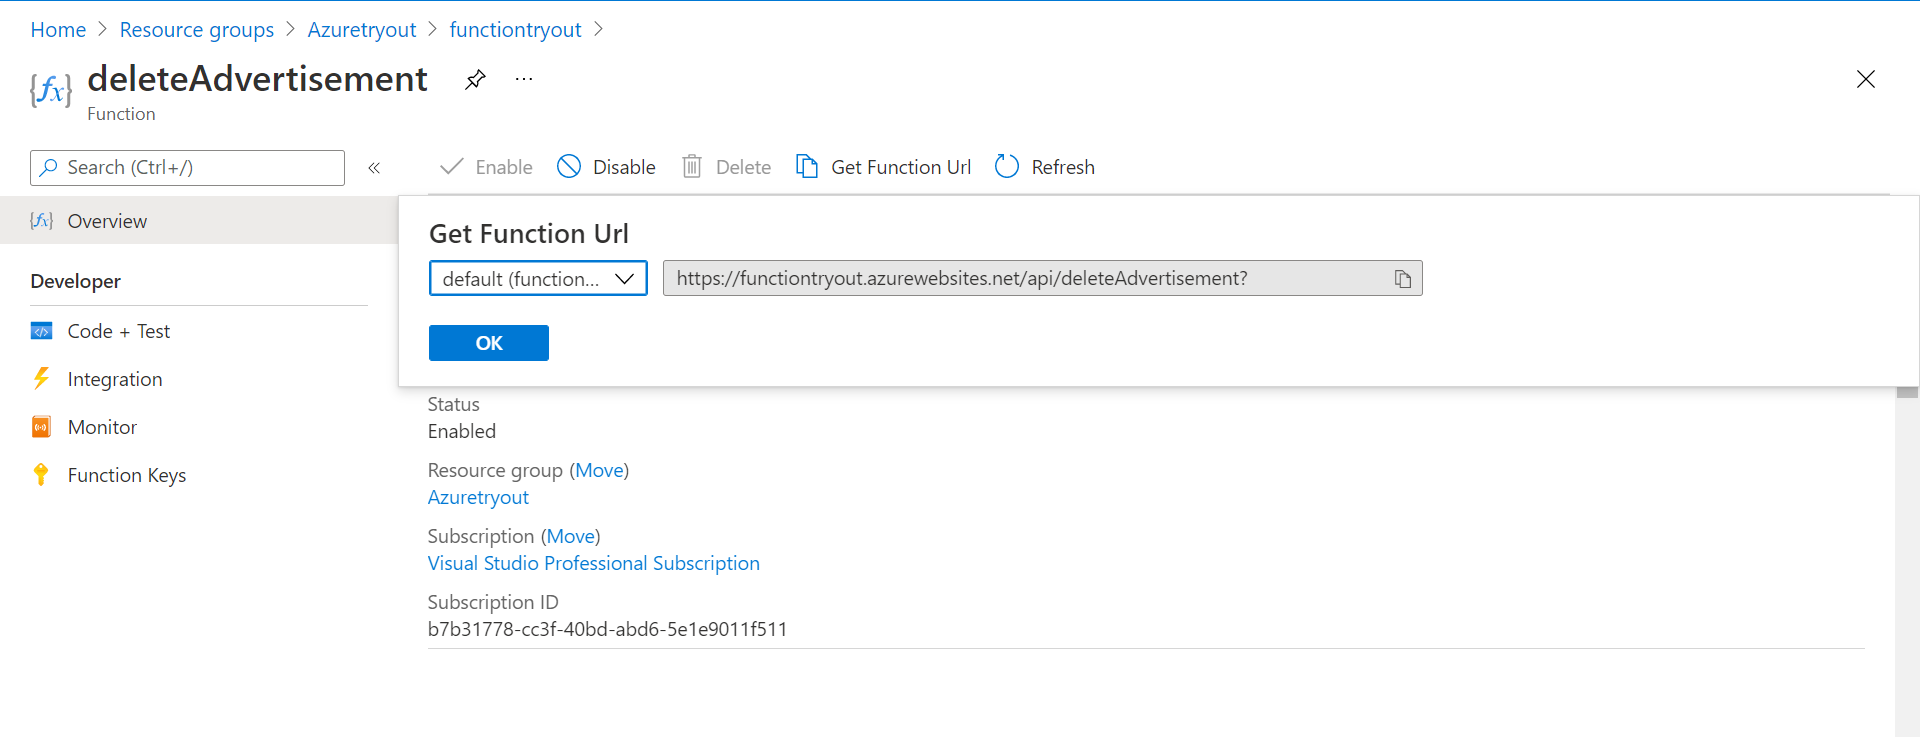 Home > Resource groups > Azuretryout > functiontryout >
{fx} deleteAdvertisement ...
Function
Search (Ctrl+/) «
Enable Disable Delete Get Function Url Refresh
{fx} Overview
Get Function Url
default (function... https://functiontryout.azurewebsites.net/api/deleteAdvertisement?
OK
Developer
Code + Test
Integration
Monitor
Function Keys
Status
Enabled
Resource group (Move)
Azuretryout
Subscription (Move)
Visual Studio Professional Subscription
Subscription ID
b7b31778-cc3f-40bd-abd6-5e1e9011f511